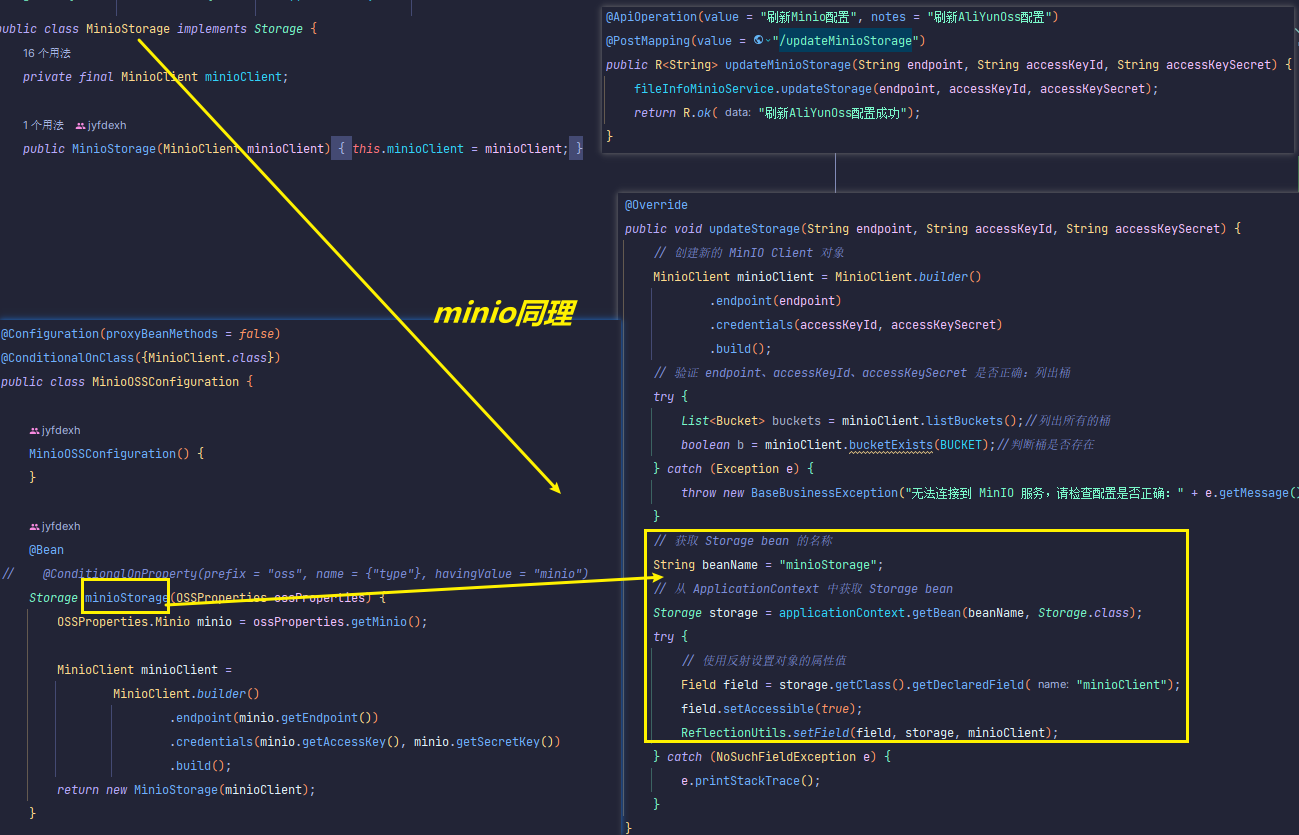 public class MinioStorage implements Storage {
16 个用法
private final MinioClient minioClient;
1 个用法 jyfdexh
public MinioStorage(MinioClient minioClient) { this.minioClient = minioClient; }
@ApiOperation(value = "刷新Minio配置", notes = "刷新AliYunOss配置")
@PostMapping(value = "/updateMinioStorage")
public R<String> updateMinioStorage(String endpoint, String accessKeyId, String accessKeySecret) {
fileInfoMinioService.updateStorage(endpoint, accessKeyId, accessKeySecret);
return R.ok( data: "刷新AliYunOss配置成功");
}
minio同理
@Configuration(proxyBeanMethods = false)
@ConditionalOnClass({MinioClient.class})
public class MinioOSSConfiguration {
jyfdexh
MinioOSSConfiguration() {
}
jyfdexh
@Bean
// @ConditionalOnProperty(prefix = "oss", name = {"type"}, havingValue = "minio")
Storage minioStorage(OSSProperties ossProperties) {
OSSProperties.Minio minio = ossProperties.getMinio();
MinioClient minioClient =
MinioClient.builder()
.endpoint(minio.getEndpoint())
.credentials(minio.getAccessKey(), minio.getSecretKey())
.build();
return new MinioStorage(minioClient);
}
@Override
public void updateStorage(String endpoint, String accessKeyId, String accessKeySecret) {
// 创建新的 MinIO Client 对象
MinioClient minioClient = MinioClient.builder()
.endpoint(endpoint)
.credentials(accessKeyId, accessKeySecret)
.build();
// 验证 endpoint、accessKeyId、accessKeySecret 是否正确：列出桶
try {
List<Bucket> buckets = minioClient.listBuckets();//列出所有的桶
boolean b = minioClient.bucketExists(BUCKET);//判断桶是否存在
} catch (Exception e) {
throw new BaseBusinessException("无法连接到 MinIO 服务，请检查配置是否正确：" + e.getMessage()
}
// 获取 Storage bean 的名称
String beanName = "minioStorage";
// 从 ApplicationContext 中获取 Storage bean
Storage storage = applicationContext.getBean(beanName, Storage.class);
try {
// 使用反射设置对象的属性值
Field field = storage.getClass().getDeclaredField( name: "minioClient");
field.setAccessible(true);
ReflectionUtils.setField(field, storage, minioClient);
} catch (NoSuchFieldException e) {
e.printStackTrace();
}
}